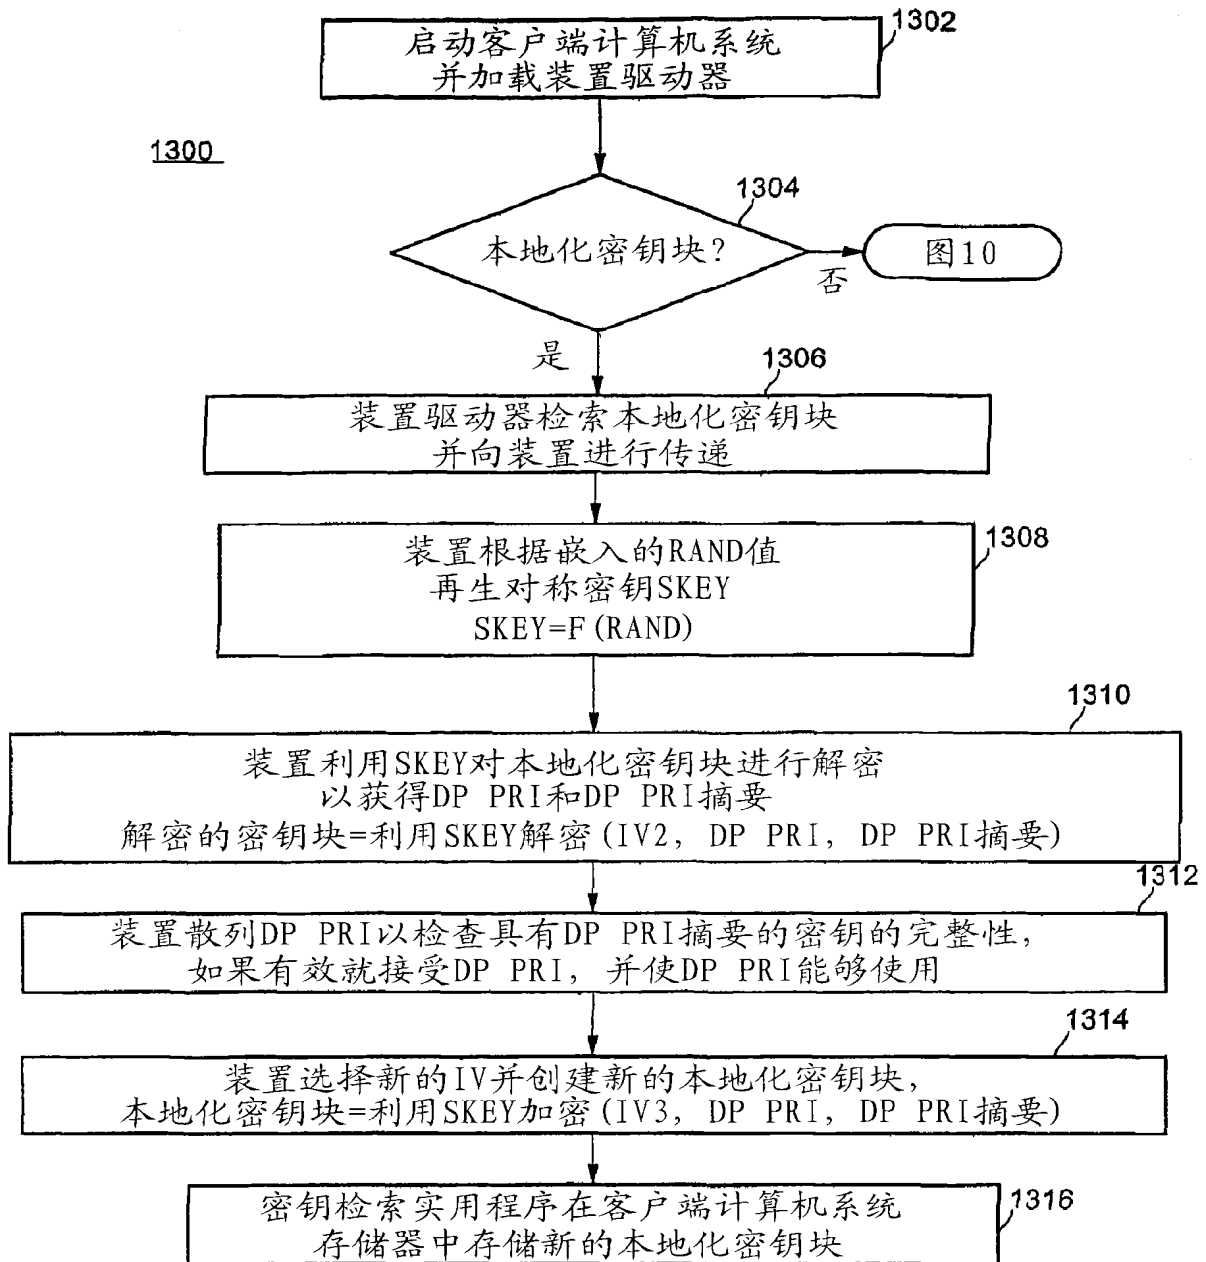 1302
启动客户端计算机系统
并加载装置驱动器
1300
1304
本地化密钥块?
否
图10
是
1306
装置驱动器检索本地化密钥块
并向装置进行传递
1308
装置根据嵌入的RAND值
再生对称密钥SKEY
SKEY=F(RAND)
1310
装置利用SKEY对本地化密钥块进行解密
以获得DP PRI和DP PRI摘要
解密的密钥块=利用SKEY解密(IV2, DP PRI, DP PRI摘要)
1312
装置散列DP PRI以检查具有DP PRI摘要的密钥的完整性,
如果有效就接受DP PRI, 并使DP PRI能够使用
1314
装置选择新的IV并创建新的本地化密钥块,
本地化密钥块=利用SKEY加密(IV3, DP PRI, DP PRI摘要)
1316
密钥检索实用程序在客户端计算机系统
存储器中存储新的本地化密钥块